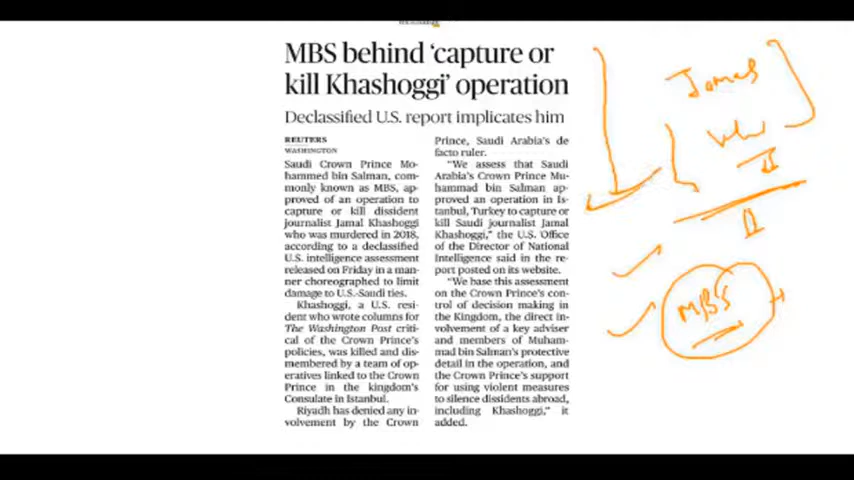 MBS behind ‘capture or
kill Khashoggi’ operation
Declassified U.S. report implicates him
REUTERS
WASHINGTON
Saudi Crown Prince Mo-
hammed bin Salman, com-
monly known as MBS, ap-
proved of an operation to
capture or kill dissident
journalist Jamal Khashoggi
who was murdered in 2018,
according to a declassified
U.S. intelligence assessment
released on Friday in a man-
ner choreographed to limit
damage to U.S.-Saudi ties.
Khashoggi, a U.S. resi-
dent who wrote columns for
The Washington Post criti-
cal of the Crown Prince’s
policies, was killed and dis-
membered by a team of op-
eratives linked to the Crown
Prince in the kingdom’s
Consulate in Istanbul.
Riyadh has denied any in-
volvement by the Crown
Prince, Saudi Arabia’s de
facto ruler.
“We assess that Saudi
Arabia’s Crown Prince Mu-
hammad bin Salman ap-
proved an operation in Is-
tanbul, Turkey to capture or
kill Saudi journalist Jamal
Khashoggi,” the U.S. Office
of the Director of National
Intelligence said in the re-
port posted on its website.
“We base this assessment
on the Crown Prince’s con-
trol of decision making in
the Kingdom, the direct in-
volvement of a key adviser
and members of Muham-
mad bin Salman’s protective
detail in the operation, and
the Crown Prince’s support
for using violent measures
to silence dissidents abroad,
including Khashoggi,” it
added.
James
II
II
MBS